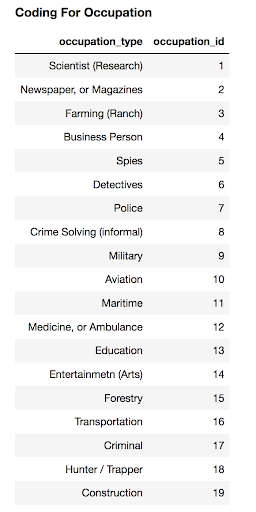 Coding For Occupation
occupation_type occupation_id
Scientist (Research) 1
Newspaper, or Magazines 2
Farming (Ranch) 3
Business Person 4
Spies 5
Detectives 6
Police 7
Crime Solving (informal) 8
Military 9
Aviation 10
Maritime 11
Medicine, or Ambulance 12
Education 13
Entertainmetn (Arts) 14
Forestry 15
Transportation 16
Criminal 17
Hunter / Trapper 18
Construction 19